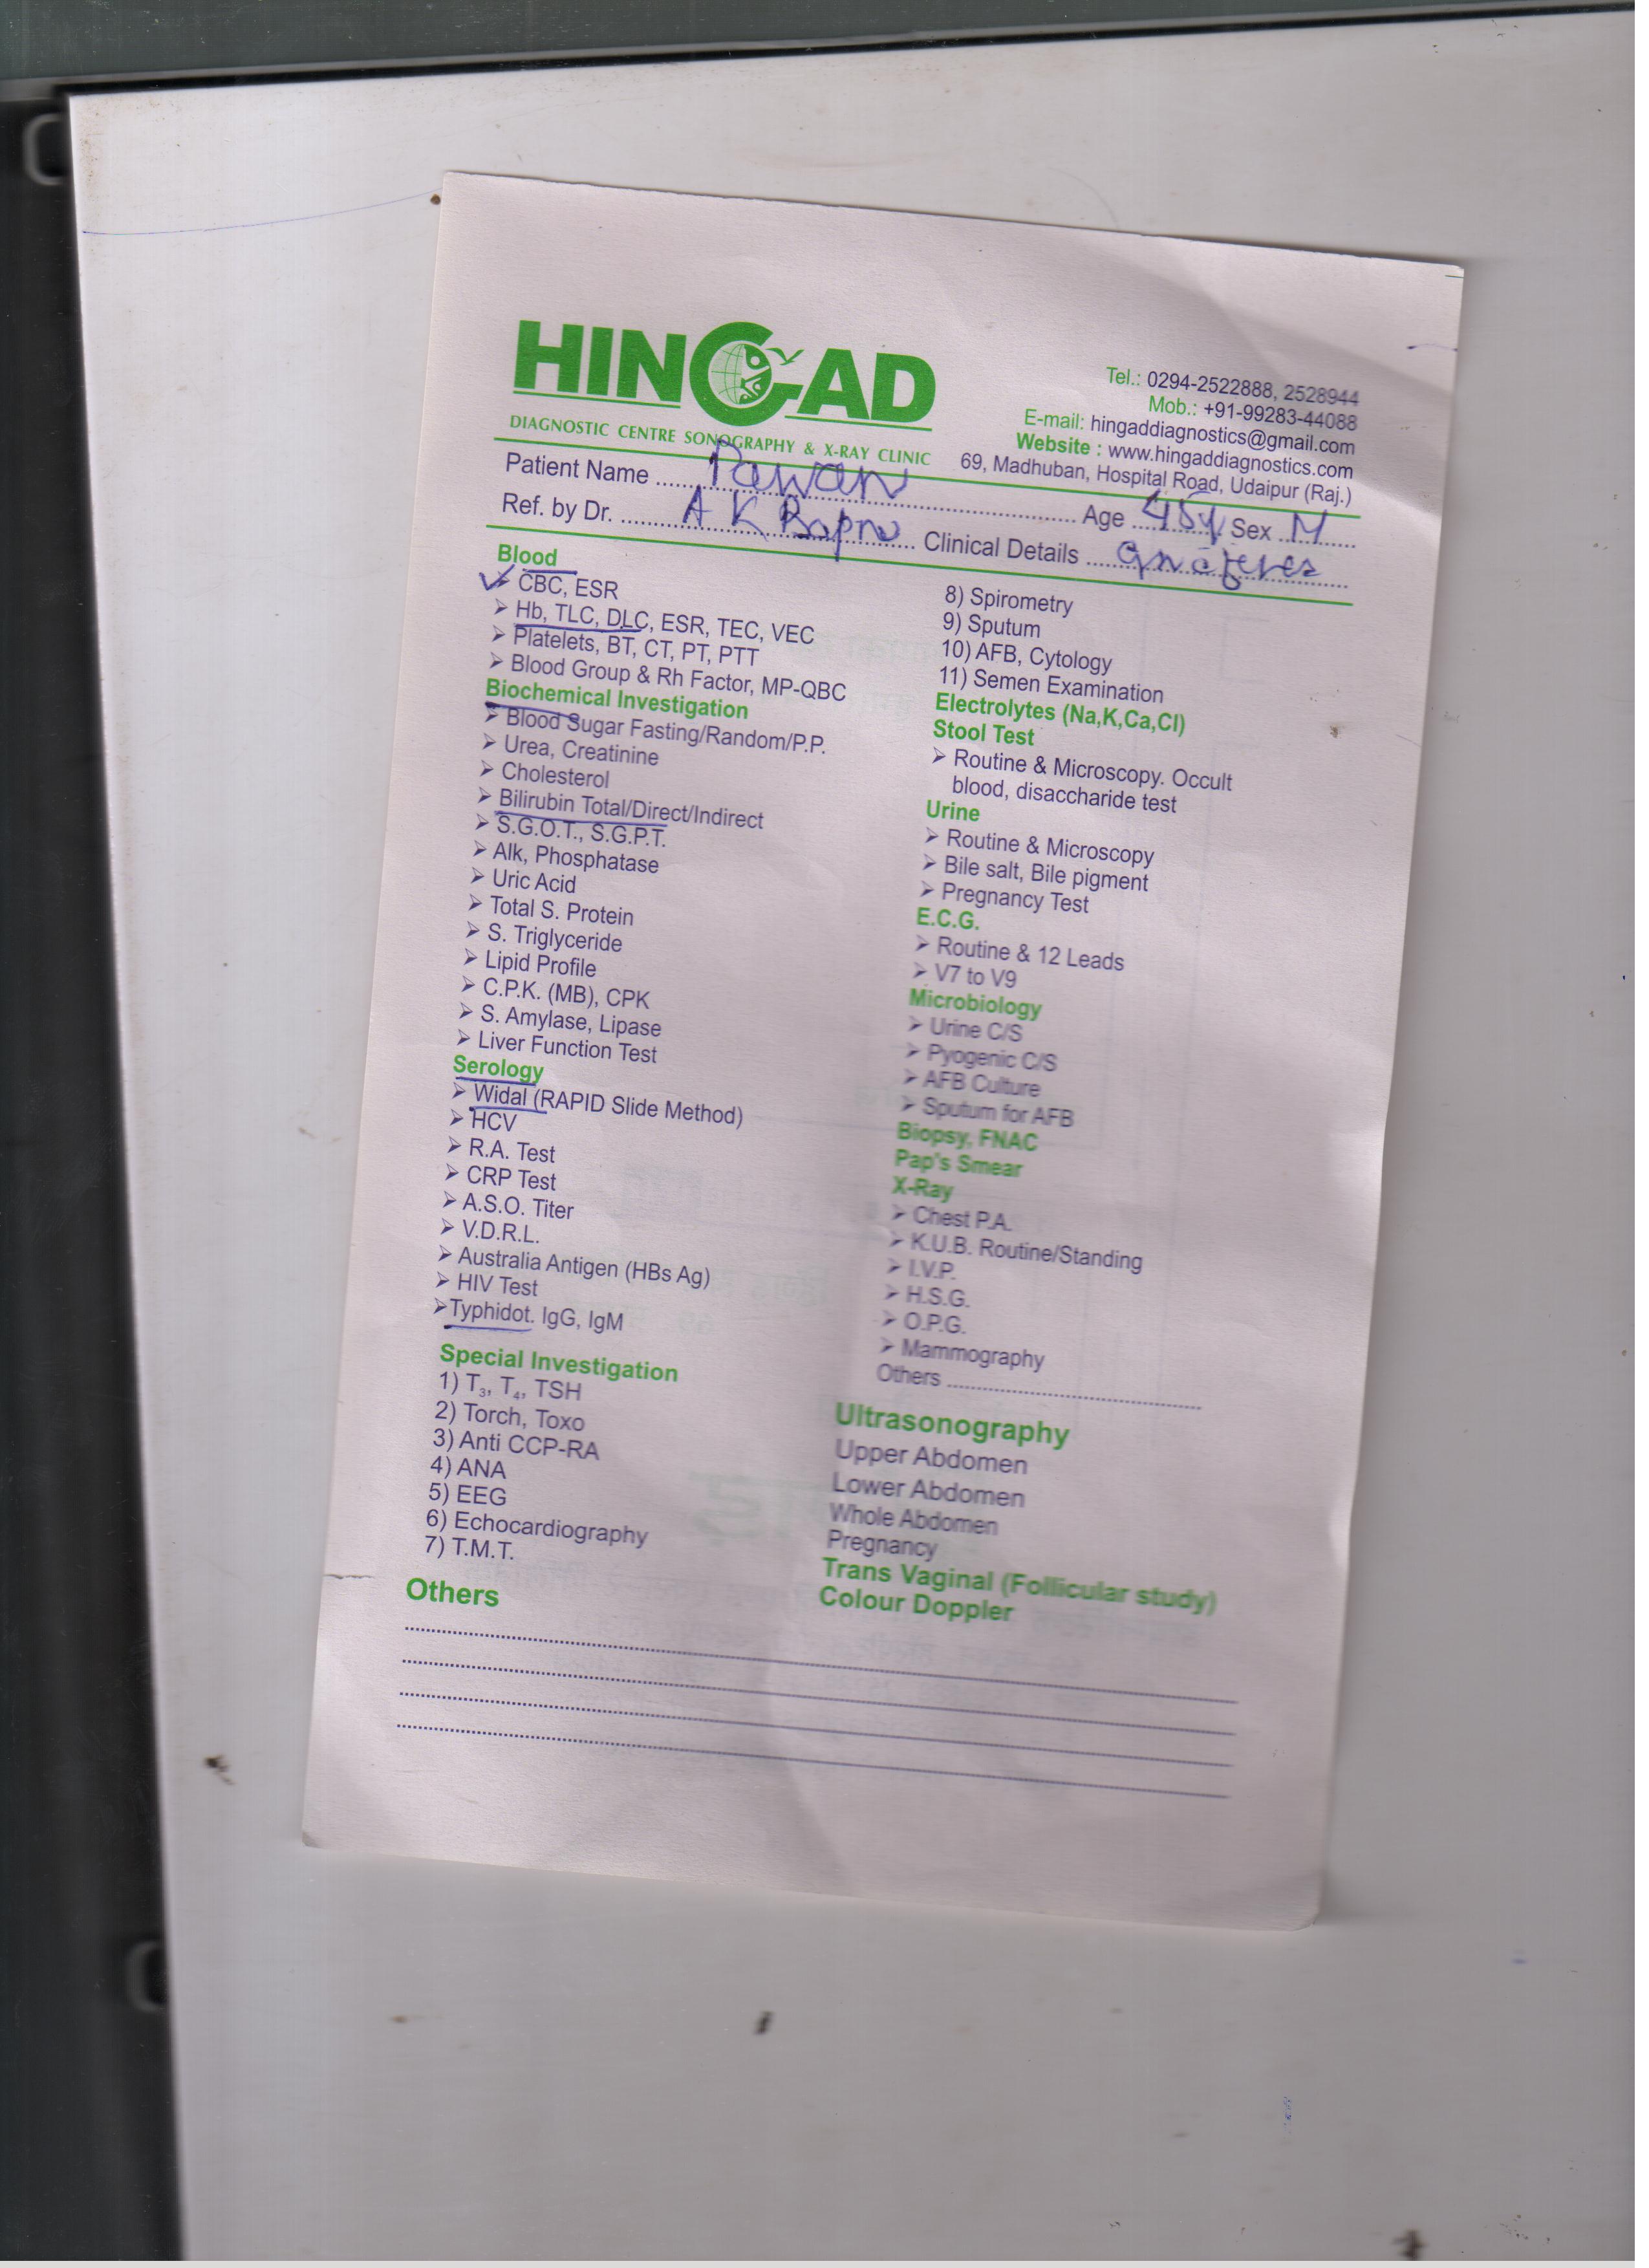 HINGAD
DIAGNOSTIC CENTRE SONOGRAPHY & X-RAY CLINIC
Tel.: 0294-2522888, 2528944
Mob.: +91-99283-44088
E-mail: hingaddiagnostics@gmail.com
Website : www.hingaddiagnostics.com
69, Madhuban, Hospital Road, Udaipur (Raj.)
Patient Name Pawan Age 45y Sex M
Ref. by Dr. A K Bapna Clinical Details fever
Blood
CBC, ESR
Hb, TLC, DLC, ESR, TEC, VEC
Platelets, BT, CT, PT, PTT
Blood Group & Rh Factor, MP-QBC
Biochemical Investigation
Blood Sugar Fasting/Random/P.P.
Urea, Creatinine
Cholesterol
Bilirubin Total/Direct/Indirect
S.G.O.T., S.G.P.T.
Alk, Phosphatase
Uric Acid
Total S. Protein
S. Triglyceride
Lipid Profile
C.P.K. (MB), CPK
S. Amylase, Lipase
Liver Function Test
Serology
Widal (RAPID Slide Method)
HCV
R.A. Test
CRP Test
A.S.O. Titer
V.D.R.L.
Australia Antigen (HBs Ag)
HIV Test
Typhidot. IgG, IgM
Special Investigation
1) T3, T4, TSH
2) Torch, Toxo
3) Anti CCP-RA
4) ANA
5) EEG
6) Echocardiography
7) T.M.T.
Others
8) Spirometry
9) Sputum
10) AFB, Cytology
11) Semen Examination
Electrolytes (Na,K,Ca,Cl)
Stool Test
Routine & Microscopy. Occult
blood, disaccharide test
Urine
Routine & Microscopy
Bile salt, Bile pigment
Pregnancy Test
E.C.G.
Routine & 12 Leads
V7 to V9
Microbiology
Urine C/S
Pyogenic C/S
AFB Culture
Sputum for AFB
Biopsy, FNAC
Pap's Smear
X-Ray
Chest P.A.
K.U.B. Routine/Standing
I.V.P.
H.S.G.
O.P.G.
Mammography
Others
Ultrasonography
Upper Abdomen
Lower Abdomen
Whole Abdomen
Pregnancy
Trans Vaginal (Follicular study)
Colour Doppler